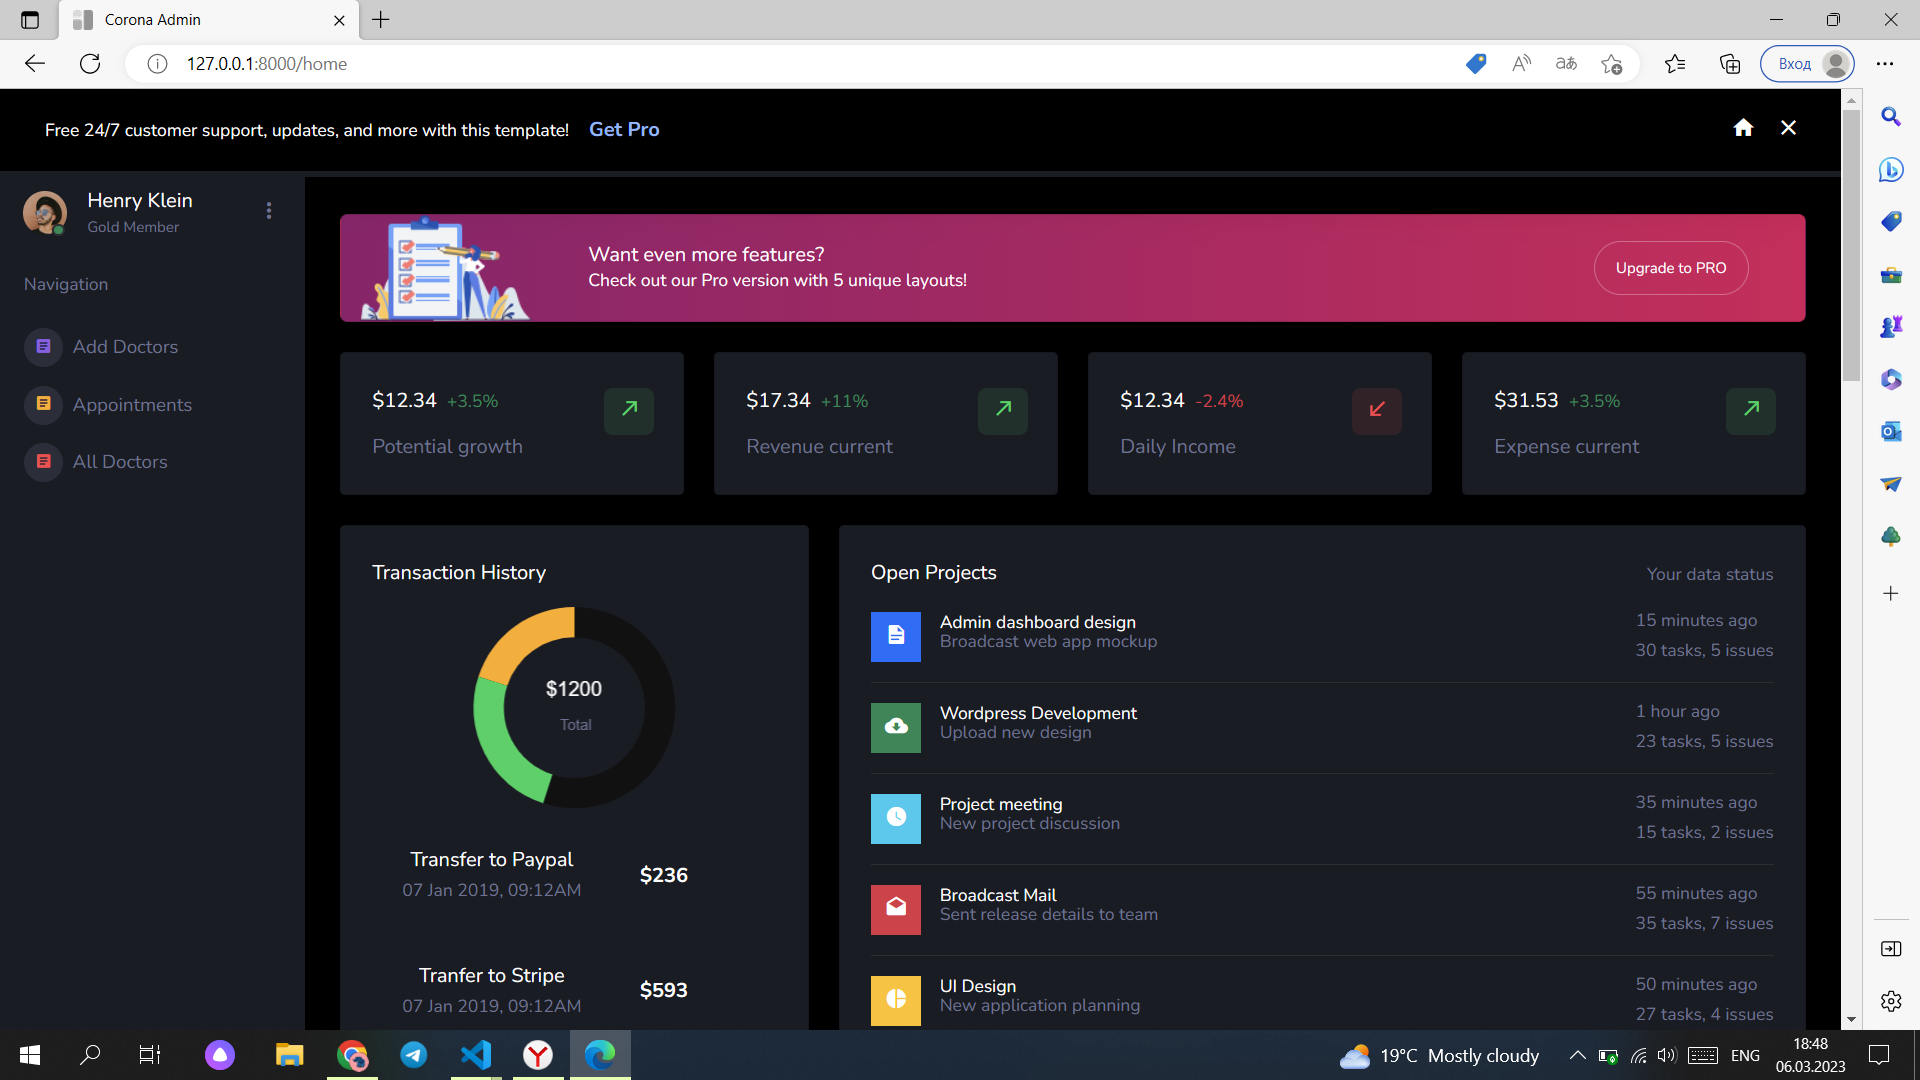 Corona Admin
127.0.0.1:8000/home
Вход
Free 24/7 customer support, updates, and more with this template! Get Pro
Henry Klein
Gold Member
Navigation
Add Doctors
Appointments
All Doctors
Want even more features?
Check out our Pro version with 5 unique layouts!
Upgrade to PRO
$12.34 +3.5%
Potential growth
$17.34 +11%
Revenue current
$12.34 -2.4%
Daily Income
$31.53 +3.5%
Expense current
Transaction History
$1200
Total
Transfer to Paypal
07 Jan 2019, 09:12AM
$236
Tranfer to Stripe
07 Jan 2019, 09:12AM
$593
Open Projects
Your data status
Admin dashboard design
Broadcast web app mockup
15 minutes ago
30 tasks, 5 issues
Wordpress Development
Upload new design
1 hour ago
23 tasks, 5 issues
Project meeting
New project discussion
35 minutes ago
15 tasks, 2 issues
Broadcast Mail
Sent release details to team
55 minutes ago
35 tasks, 7 issues
UI Design
New application planning
50 minutes ago
27 tasks, 4 issues
19°C Mostly cloudy
ENG
18:48
06.03.2023